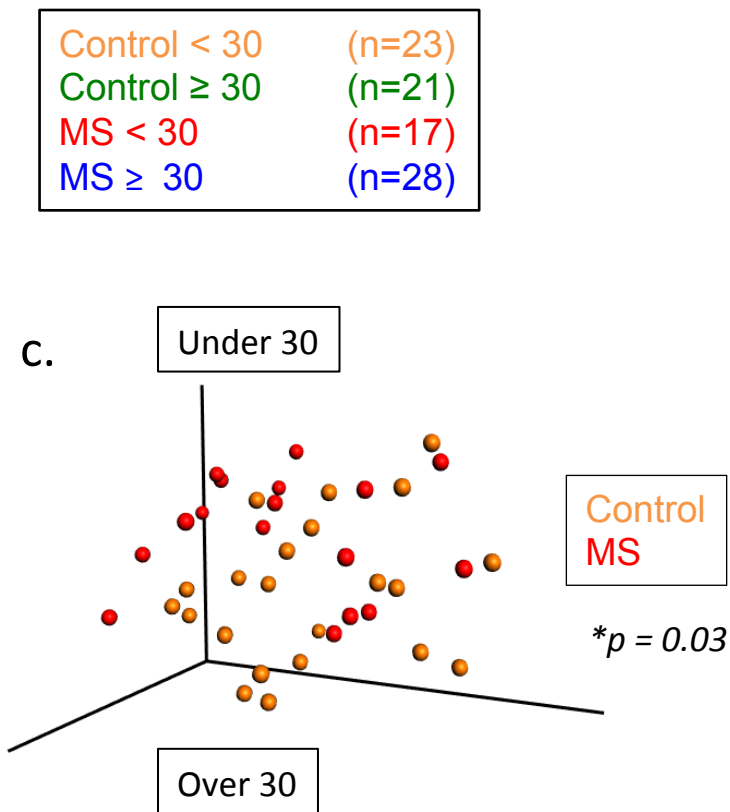 Control < 30 (n=23)
Control ≥ 30 (n=21)
MS < 30 (n=17)
MS ≥ 30 (n=28)
c.
Under 30
Control
MS
*p = 0.03
Over 30